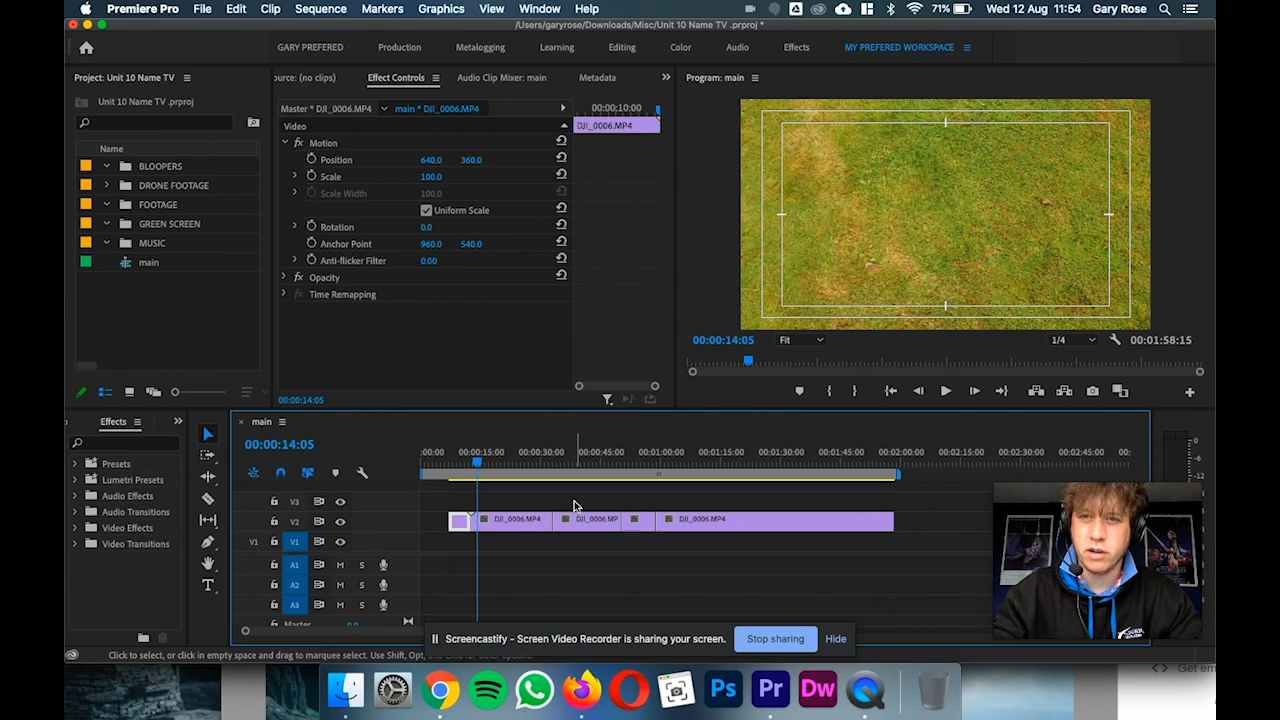 Premiere Pro File Edit Clip Sequence Markers Graphics View Window Help 71% Wed 12 Aug 11:54 Gary Rose
/Users/garyrose/Downloads/Misc/Unit 10 Name TV .prproj *
GARY PREFERED Production Metalogging Learning Editing Color Audio Effects MY PREFERED WORKSPACE
Project: Unit 10 Name TV
Unit 10 Name TV .prproj
Name
BLOOPERS
DRONE FOOTAGE
FOOTAGE
GREEN SCREEN
MUSIC
main
ource: (no clips) Effect Controls Audio Clip Mixer: main Metadata
Master * DJI_0006.MP4 main * DJI_0006.MP4 00:00:10:00
Video DJI_0006.MP4
fx Motion
Position 640.0 360.0
Scale 100.0
Scale Width 100.0
Uniform Scale
Rotation 0.0
Anchor Point 960.0 540.0
Anti-flicker Filter 0.00
fx Opacity
fx Time Remapping
00:00:14:05
Program: main
00:00:14:05 Fit 1/4 00:01:58:15
Effects
Presets
Lumetri Presets
Audio Effects
Audio Transitions
Video Effects
Video Transitions
main
00:00:14:05
:00:00 00:00:15:00 00:00:30:00 00:00:45:00 00:01:00:00 00:01:15:00 00:01:30:00 00:01:45:00 00:02:00:00 00:02:15:00 00:02:30:00 00:02:45:00 00:
V3
V2 DJI_0006.MP4 DJI_0006.MP DJI_0006.MP4
V1 V1
A1 M S
A2 M S
A3 M S
Master 0.0
0
-6
-12
Screencastify - Screen Video Recorder is sharing your screen. Stop sharing Hide
Click to select, or click in empty space and drag to marquee select. Use Shift, Opt,
Get em
Ps Pr Dw